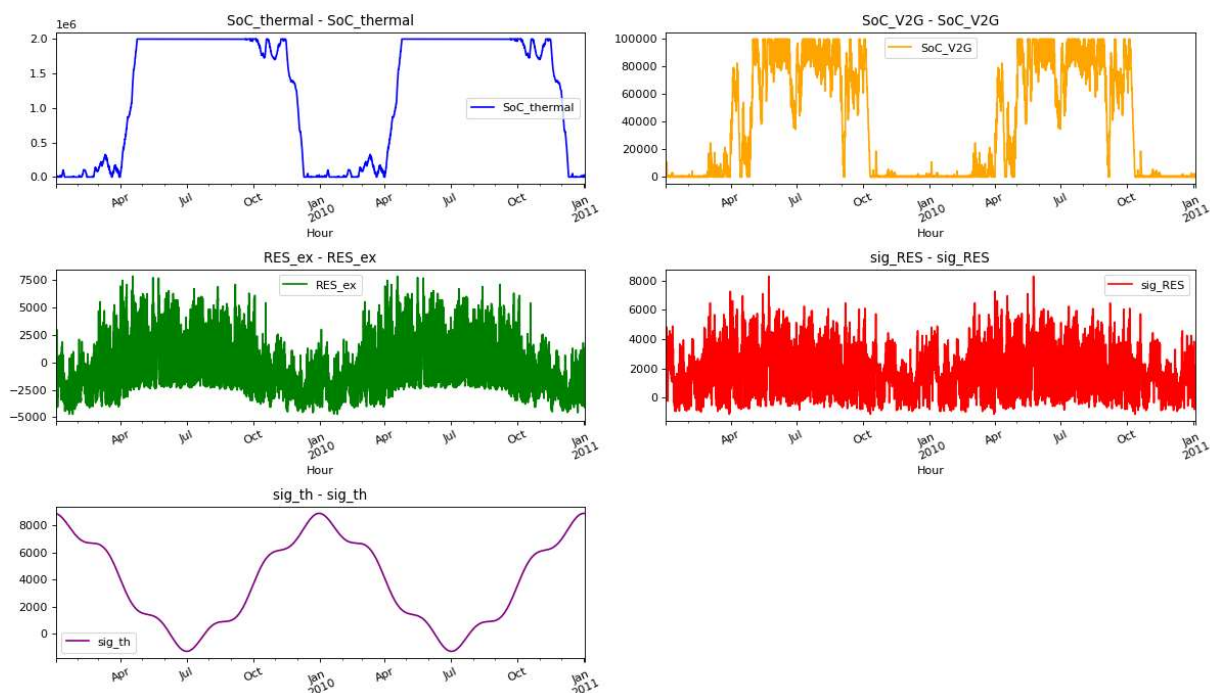 SoC_thermal - SoC_thermal
1e6
2.0
1.5
1.0
0.5
0.0
SoC_thermal
Apr
Jul
Oct
Jan
2010
Apr
Jul
Oct
Jan
2011
Hour
SoC_V2G - SoC_V2G
100000
80000
60000
40000
20000
0
SoC_V2G
Apr
Jul
Oct
Jan
2010
Apr
Jul
Oct
Jan
2011
Hour
RES_ex - RES_ex
7500
5000
2500
0
−2500
−5000
RES_ex
Apr
Jul
Oct
Jan
2010
Apr
Jul
Oct
Jan
2011
Hour
sig_RES - sig_RES
8000
6000
4000
2000
0
sig_RES
Apr
Jul
Oct
Jan
2010
Apr
Jul
Oct
Jan
2011
Hour
sig_th - sig_th
8000
6000
4000
2000
0
sig_th
Apr
Jul
Oct
Jan
2010
Apr
Jul
Oct
Jan
2011